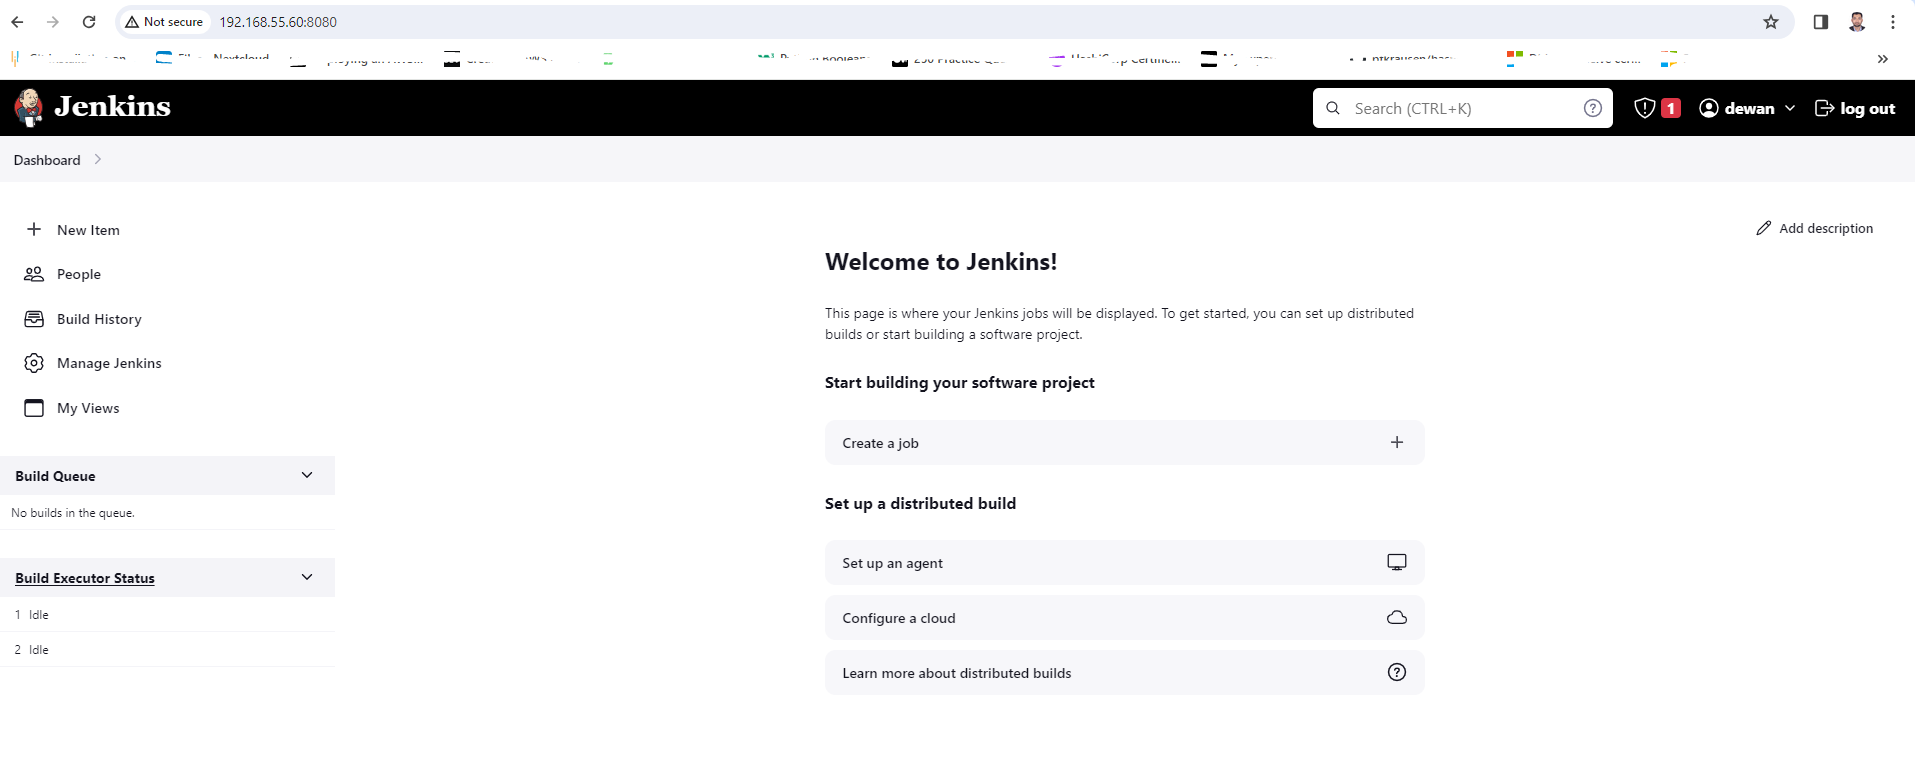 Not secure 192.168.55.60:8080
Nextcloud
Jenkins
Search (CTRL+K)
1
dewan
log out
Dashboard
New Item
Add description
People
Build History
Manage Jenkins
My Views
Build Queue
No builds in the queue.
Build Executor Status
1 Idle
2 Idle
Welcome to Jenkins!
This page is where your Jenkins jobs will be displayed. To get started, you can set up distributed
builds or start building a software project.
Start building your software project
Create a job
Set up a distributed build
Set up an agent
Configure a cloud
Learn more about distributed builds